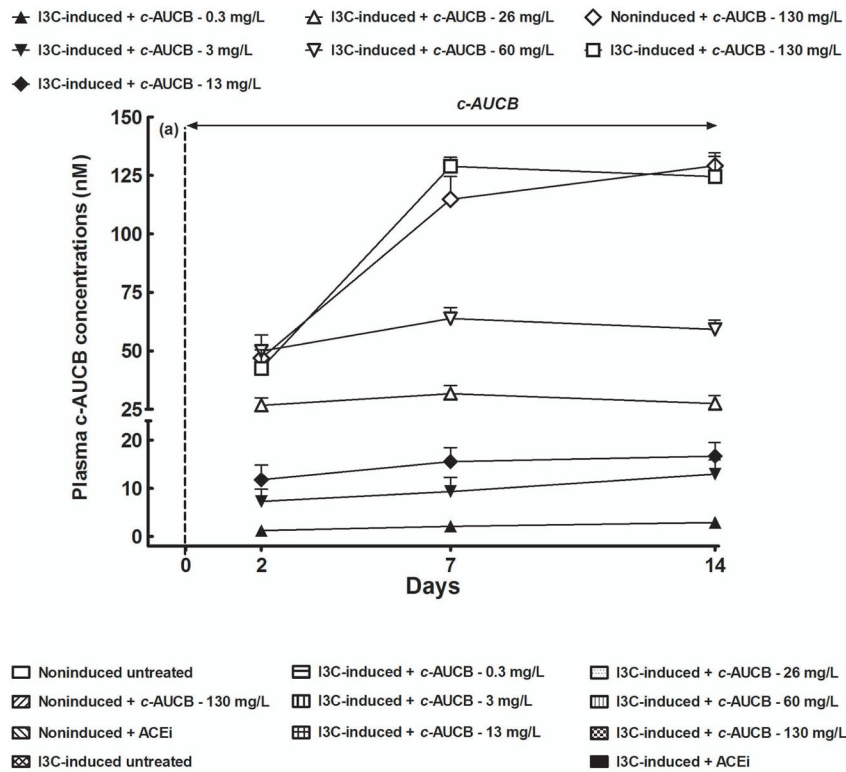 I3C-induced + c-AUCB - 0.3 mg/L I3C-induced + c-AUCB - 26 mg/L Noninduced + c-AUCB - 130 mg/L
I3C-induced + c-AUCB - 3 mg/L I3C-induced + c-AUCB - 60 mg/L I3C-induced + c-AUCB - 130 mg/L
I3C-induced + c-AUCB - 13 mg/L
c-AUCB
(a)
Plasma c-AUCB concentrations (nM)
150
125
100
75
50
25
20
10
0
0 2 7 14
Days
Noninduced untreated I3C-induced + c-AUCB - 0.3 mg/L I3C-induced + c-AUCB - 26 mg/L
Noninduced + c-AUCB - 130 mg/L I3C-induced + c-AUCB - 3 mg/L I3C-induced + c-AUCB - 60 mg/L
Noninduced + ACEi I3C-induced + c-AUCB - 13 mg/L I3C-induced + c-AUCB - 130 mg/L
I3C-induced untreated I3C-induced + ACEi